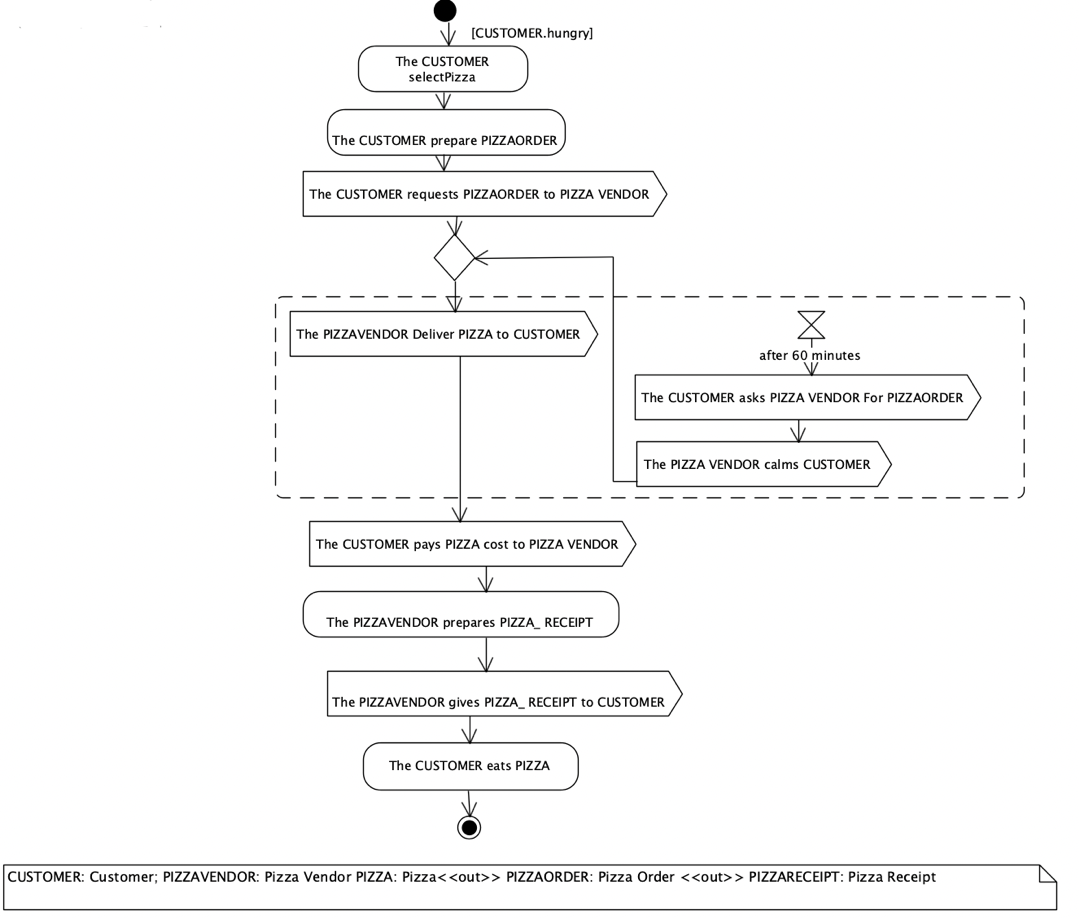 [CUSTOMER.hungry]
The CUSTOMER
selectPizza
The CUSTOMER prepare PIZZAORDER
The CUSTOMER requests PIZZAORDER to PIZZA VENDOR
The PIZZAVENDOR Deliver PIZZA to CUSTOMER
after 60 minutes
The CUSTOMER asks PIZZA VENDOR For PIZZAORDER
The PIZZA VENDOR calms CUSTOMER
The CUSTOMER pays PIZZA cost to PIZZA VENDOR
The PIZZAVENDOR prepares PIZZA_ RECEIPT
The PIZZAVENDOR gives PIZZA_ RECEIPT to CUSTOMER
The CUSTOMER eats PIZZA
CUSTOMER: Customer; PIZZAVENDOR: Pizza Vendor PIZZA: Pizza<<out>> PIZZAORDER: Pizza Order <<out>> PIZZARECEIPT: Pizza Receipt